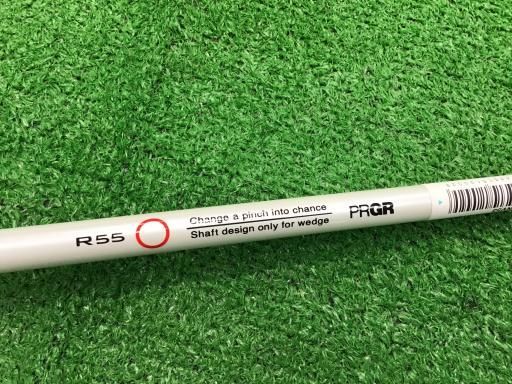 R55
Change a pinch into chance
Shaft design only for wedge
PRGR